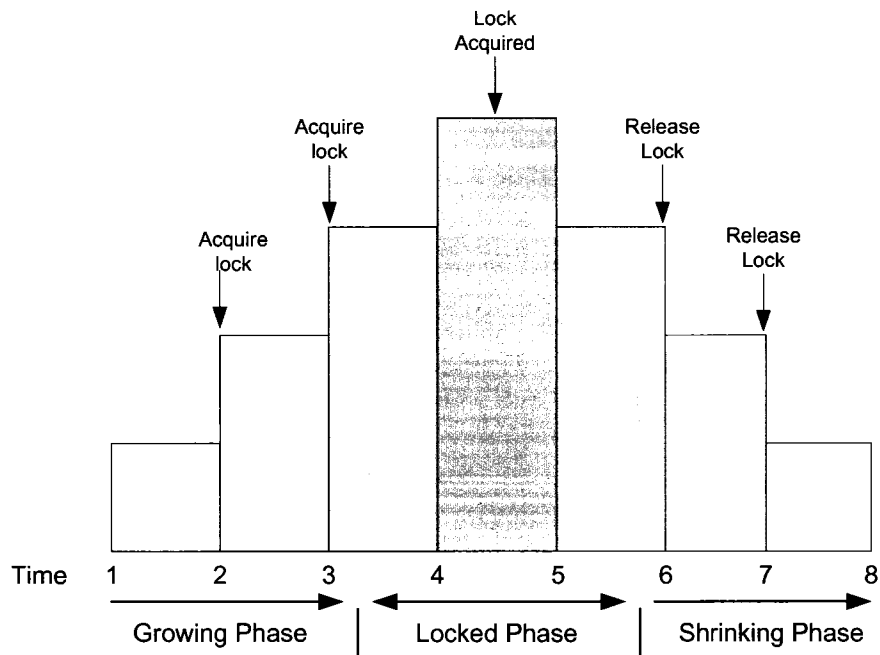 Lock
Acquired
Acquire
lock
Release
Lock
Acquire
lock
Release
Lock
Time 1 2 3 4 5 6 7 8
Growing Phase Locked Phase Shrinking Phase